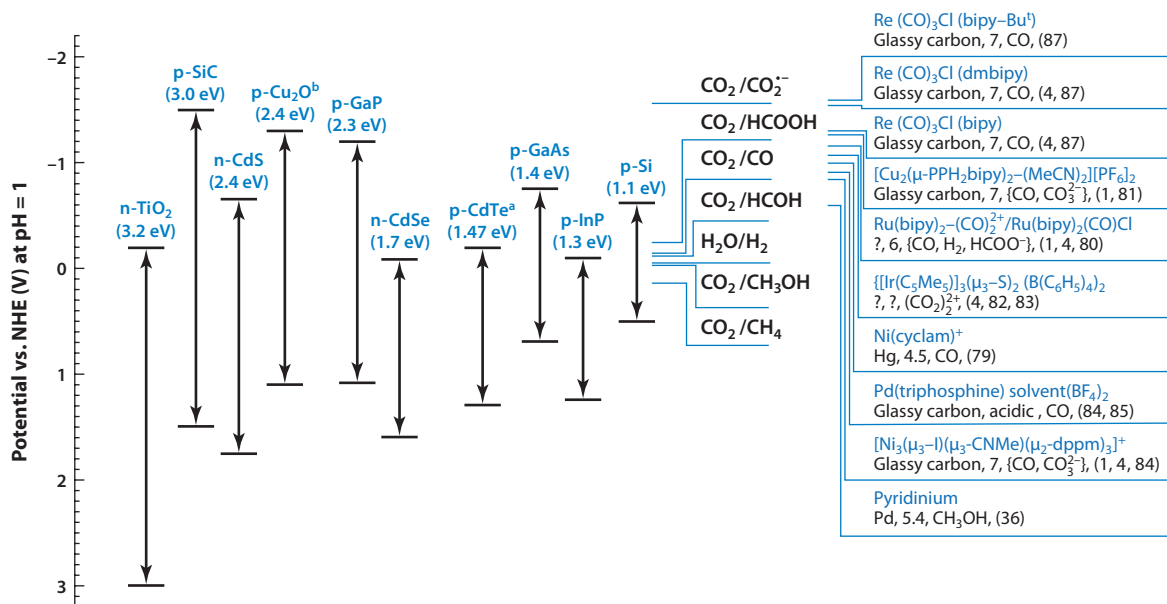 Potential vs. NHE (V) at pH = 1
−2
−1
0
1
2
3
n-TiO₂
(3.2 eV)
p-SiC
(3.0 eV)
n-CdS
(2.4 eV)
p-Cu₂Oᵇ
(2.4 eV)
p-GaP
(2.3 eV)
n-CdSe
(1.7 eV)
p-CdTeᵃ
(1.47 eV)
p-GaAs
(1.4 eV)
p-InP
(1.3 eV)
p-Si
(1.1 eV)
CO₂/CO₂•⁻
CO₂/HCOOH
CO₂/CO
CO₂/HCOH
H₂O/H₂
CO₂/CH₃OH
CO₂/CH₄
Re (CO)₃Cl (bipy–Buᵗ)
Glassy carbon, 7, CO, (87)
Re (CO)₃Cl (dmbipy)
Glassy carbon, 7, CO, (4, 87)
Re (CO)₃Cl (bipy)
Glassy carbon, 7, CO, (4, 87)
[Cu₂(μ-PPH₂bipy)₂–(MeCN)₂][PF₆]₂
Glassy carbon, 7, {CO, CO₃²⁻}, (1, 81)
Ru(bipy)₂–(CO)₂²⁺/Ru(bipy)₂(CO)Cl
?, 6, {CO, H₂, HCOO⁻}, (1, 4, 80)
{[Ir(C₅Me₅)]₃(μ₃–S)₂ (B(C₆H₅)₄)₂
?, ?, (CO₂)₂²⁺, (4, 82, 83)
Ni(cyclam)⁺
Hg, 4.5, CO, (79)
Pd(triphosphine) solvent(BF₄)₂
Glassy carbon, acidic , CO, (84, 85)
[Ni₃(μ₃–I)(μ₃-CNMe)(μ₂-dppm)₃]⁺
Glassy carbon, 7, {CO, CO₃²⁻}, (1, 4, 84)
Pyridinium
Pd, 5.4, CH₃OH, (36)